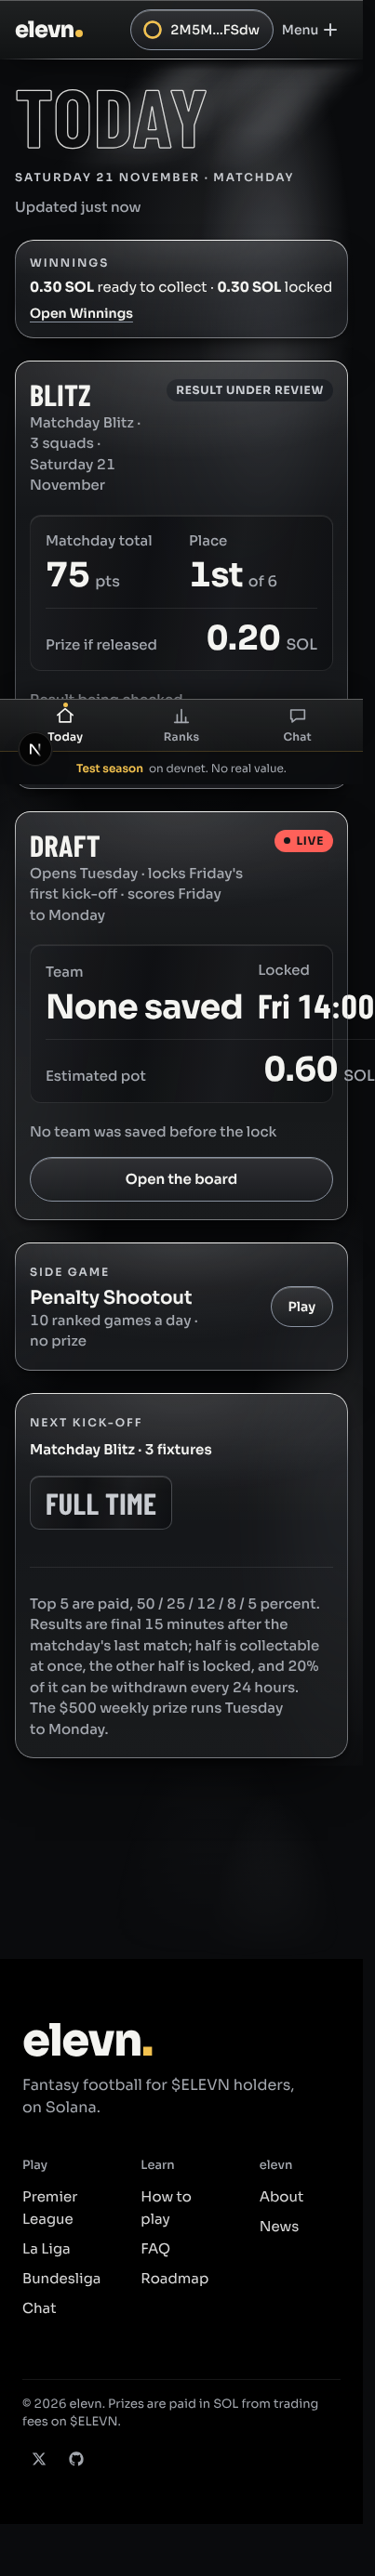 elevn.
2M5M...FSdw
Menu
TODAY
SATURDAY 21 NOVEMBER · MATCHDAY
Updated just now
WINNINGS
0.30 SOL ready to collect · 0.30 SOL locked
Open Winnings
BLITZ
RESULT UNDER REVIEW
Matchday Blitz ·
3 squads ·
Saturday 21
November
Matchday total
Place
75 pts
1st of 6
Prize if released
0.20 SOL
Result being checked
Today
Ranks
Chat
N
Test season on devnet. No real value.
DRAFT
LIVE
Opens Tuesday · locks Friday's
first kick-off · scores Friday
to Monday
Team
Locked
None saved
Fri 14:00
Estimated pot
0.60 SOL
No team was saved before the lock
Open the board
SIDE GAME
Penalty Shootout
10 ranked games a day ·
no prize
Play
NEXT KICK-OFF
Matchday Blitz · 3 fixtures
FULL TIME
Top 5 are paid, 50 / 25 / 12 / 8 / 5 percent.
Results are final 15 minutes after the
matchday's last match; half is collectable
at once, the other half is locked, and 20%
of it can be withdrawn every 24 hours.
The $500 weekly prize runs Tuesday
to Monday.
elevn.
Fantasy football for $ELEVN holders,
on Solana.
Play
Learn
elevn
Premier
League
How to
play
About
La Liga
FAQ
News
Bundesliga
Roadmap
Chat
© 2026 elevn. Prizes are paid in SOL from trading
fees on $ELEVN.